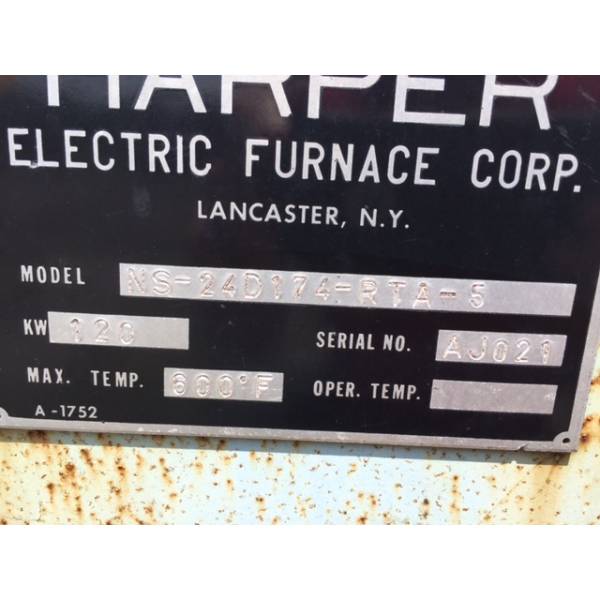 HARPER
ELECTRIC FURNACE CORP.
LANCASTER, N.Y.
MODEL NS-24D174-RTA-5
KW 120 SERIAL NO. AJ021
MAX. TEMP. 600°F OPER. TEMP.
A-1752